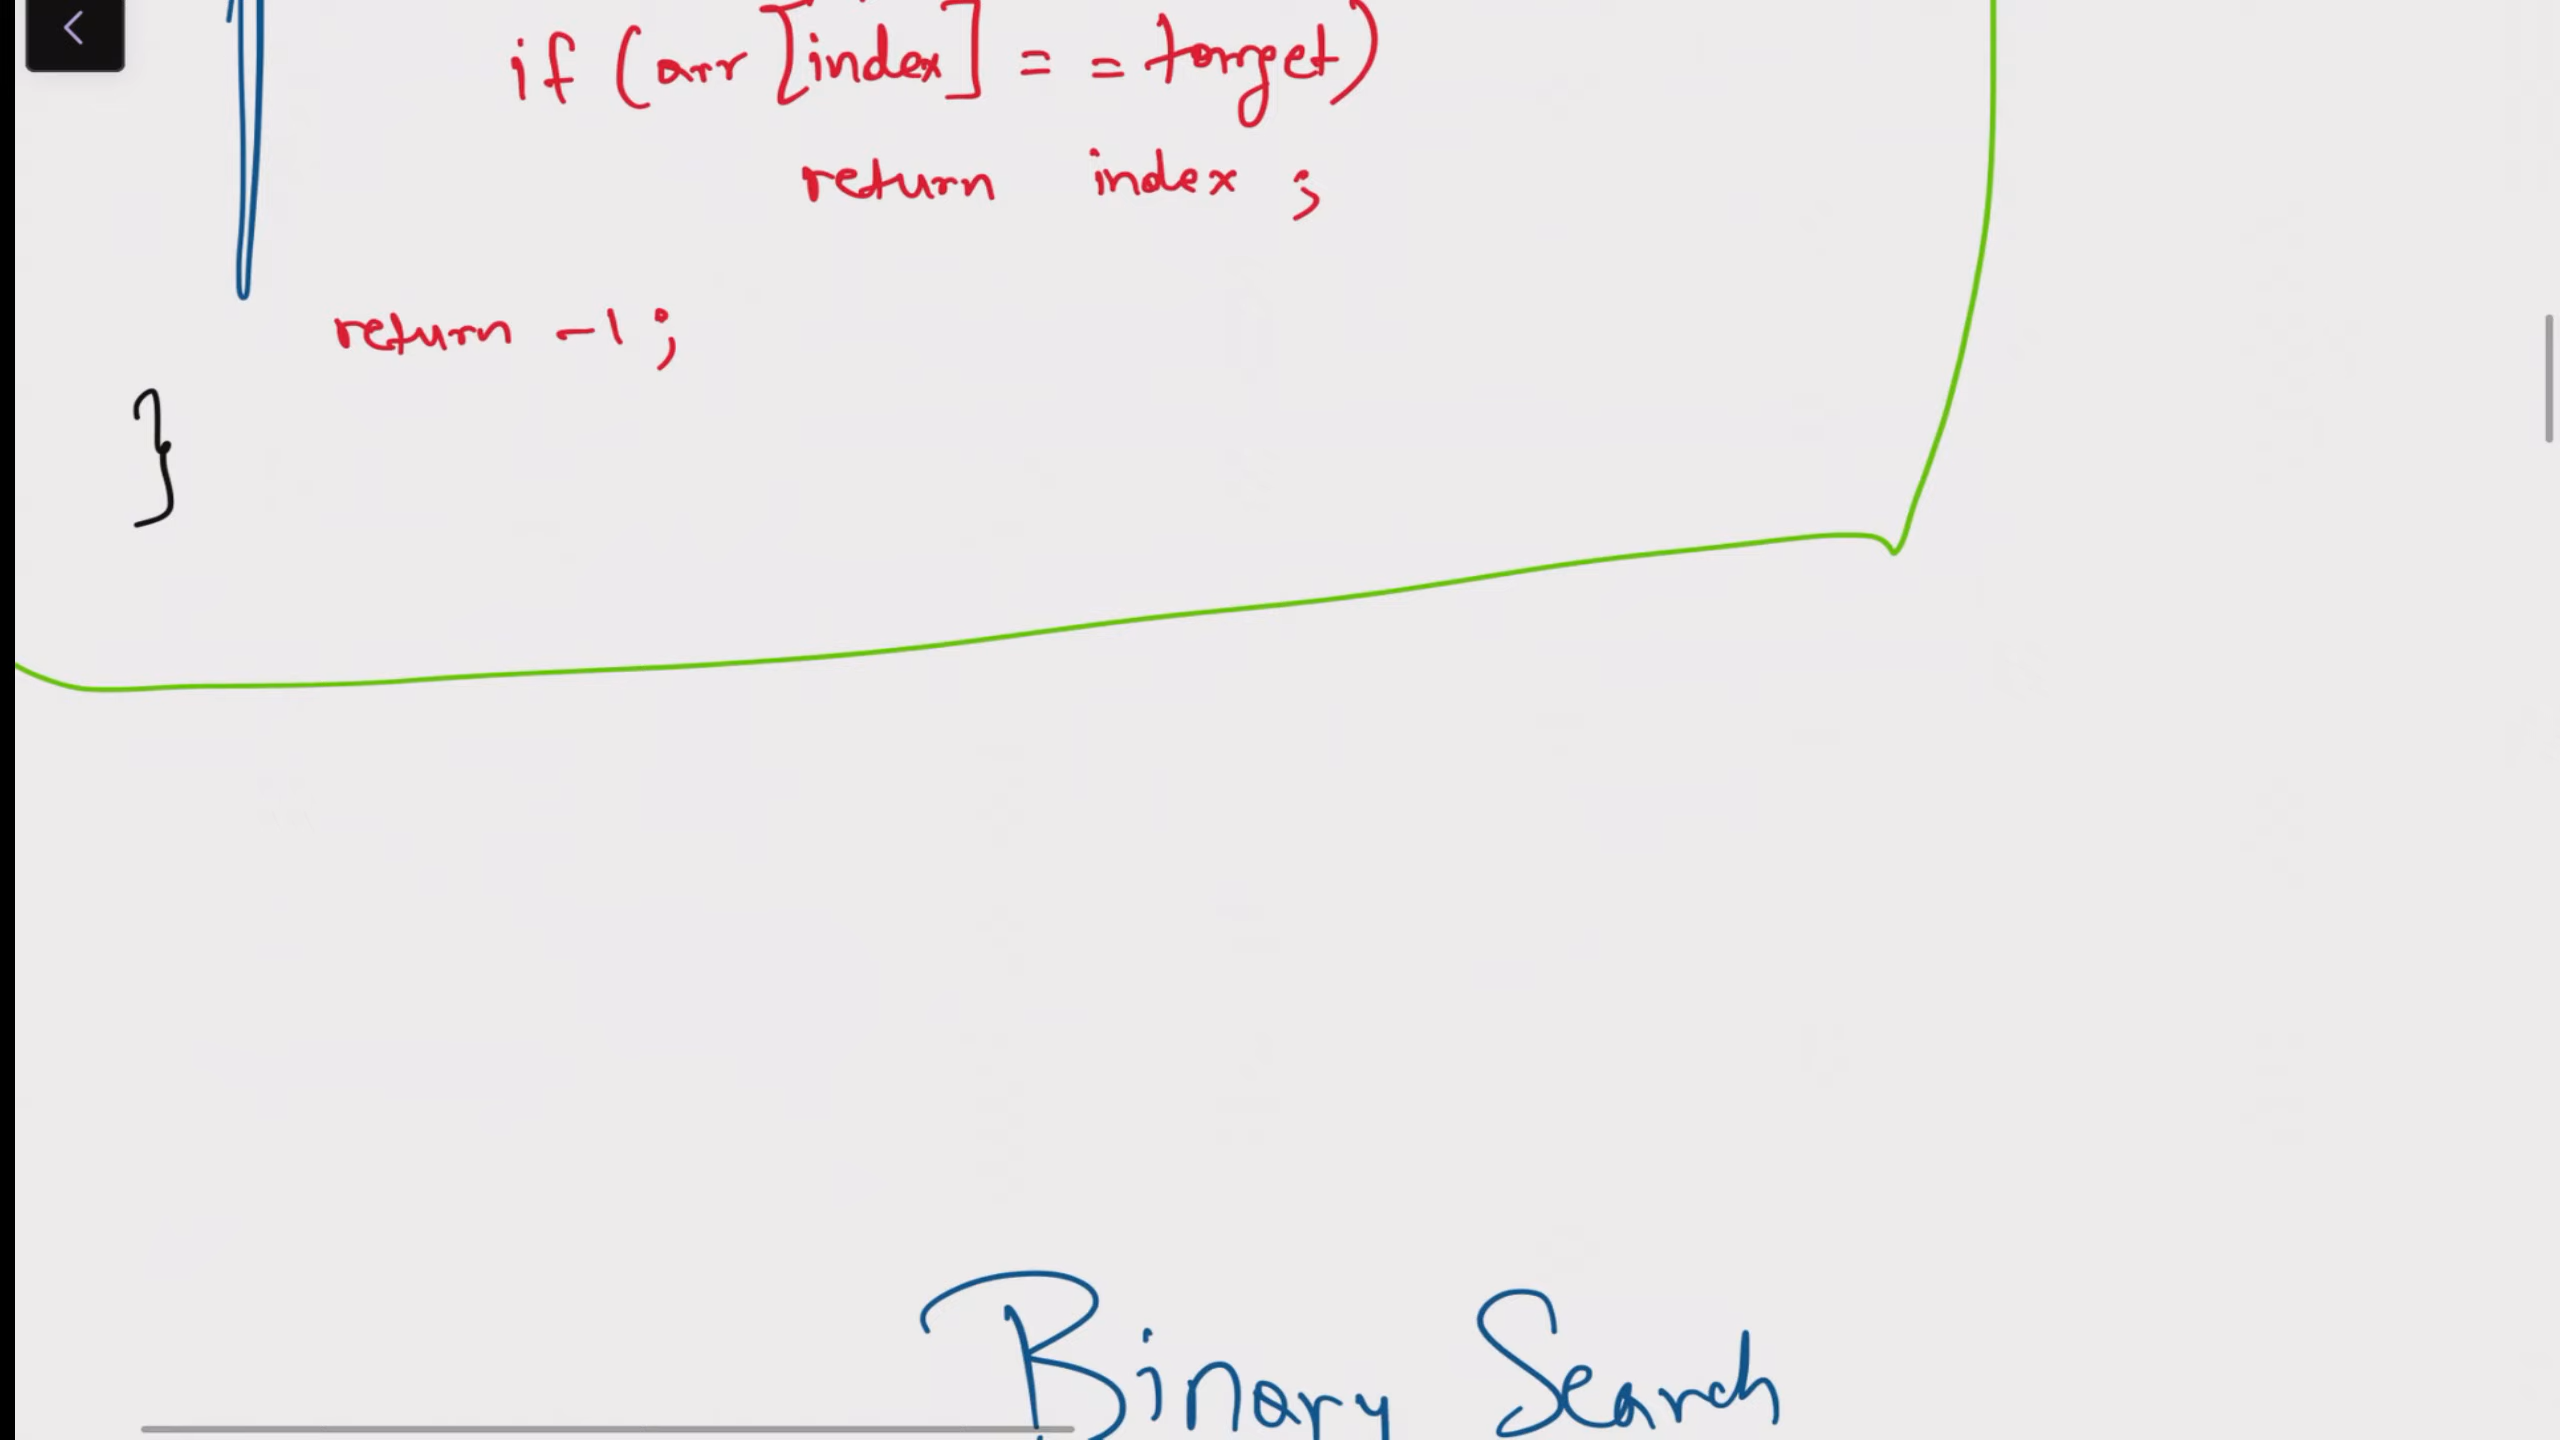 if (arr [index] = = target)
return index ;
return -1 ;
}
Binary Search